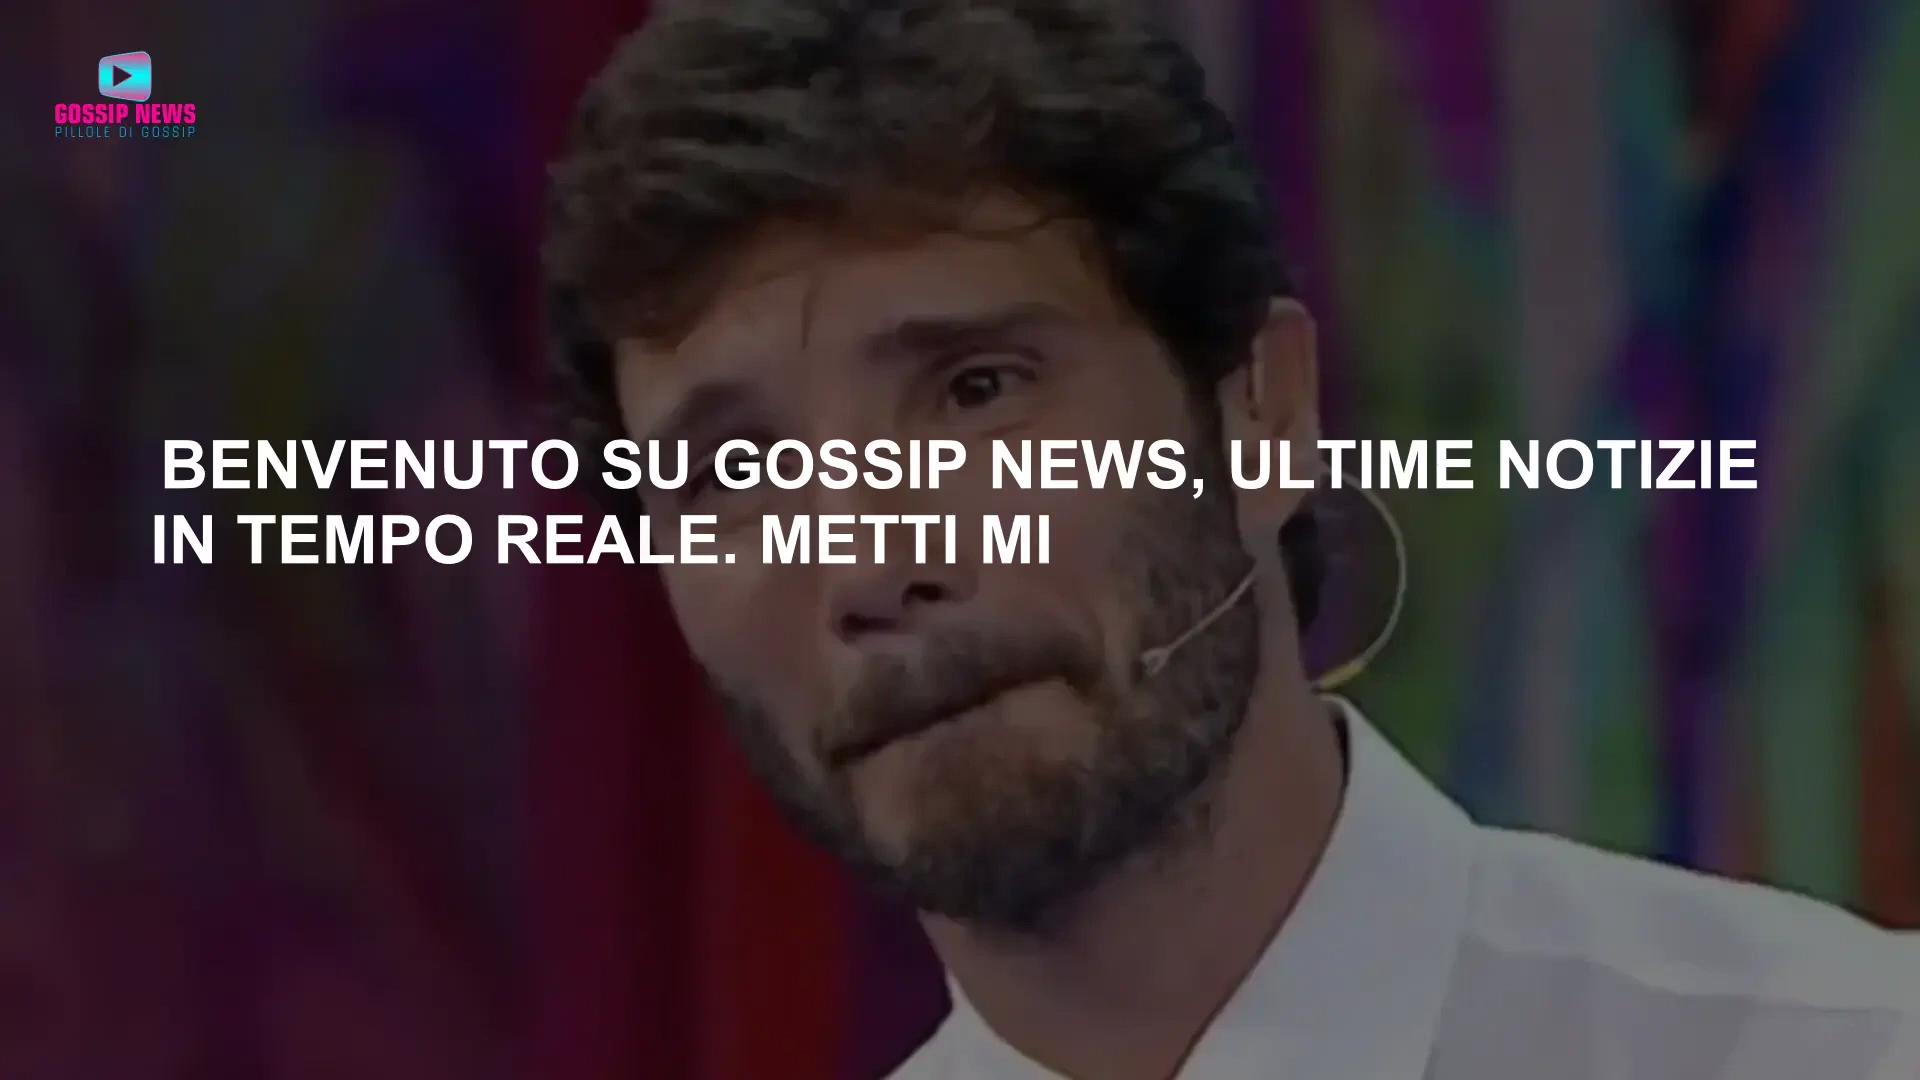 GOSSIP NEWS
PILLOLE DI GOSSIP
BENVENUTO SU GOSSIP NEWS, ULTIME NOTIZIE
IN TEMPO REALE. METTI MI